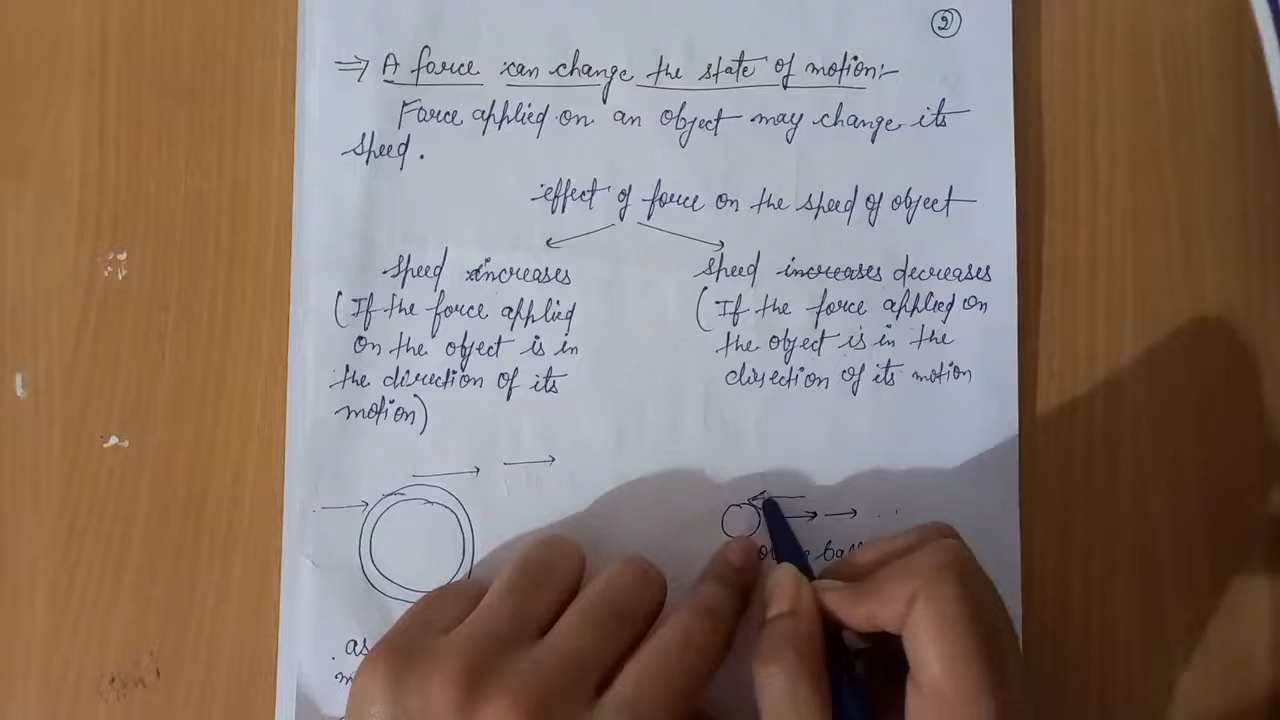 2
⇒ A force can change the state of motion:-
Force applied on an object may change its
speed.
effect of force on the speed of object
speed increases
(If the force applied
on the object is in
the direction of its
motion)
speed increases decreases
(If the force applied on
the object is in the
direction of its motion
as